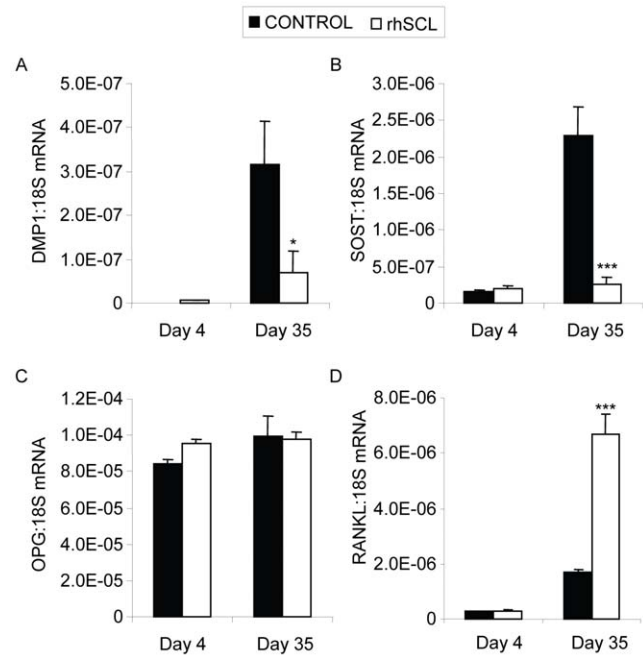 CONTROL rhSCL
A
DMP1:18S mRNA
5.0E-07
4.0E-07
3.0E-07
2.0E-07
1.0E-07
0
*
Day 4 Day 35
B
SOST:18S mRNA
3.0E-06
2.5E-06
2.0E-06
1.5E-06
1.0E-06
5.0E-07
0
***
Day 4 Day 35
C
OPG:18S mRNA
1.2E-04
1.0E-04
8.0E-05
6.0E-05
4.0E-05
2.0E-05
0
Day 4 Day 35
D
RANKL:18S mRNA
8.0E-06
6.0E-06
4.0E-06
2.0E-06
0
***
Day 4 Day 35